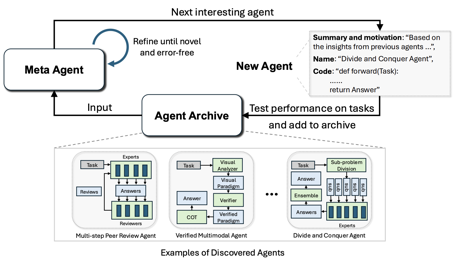 Next interesting agent
Refine until novel
and error-free
Meta Agent
New Agent
Summary and motivation: “Based on
the insights from previous agents ...”,
Name: “Divide and Conquer Agent”,
Code: “def forward(Task):
......
return Answer”
Input
Agent Archive
Test performance on tasks
and add to archive
Experts
Task
Reviews
Answers
Reviewers
Multi-step Peer Review Agent
Task
Visual
Analyzer
Visual
Paradigm
Answer
Verifier
COT
Verified
Paradigm
Verified Multimodal Agent
...
Task
Sub-problem
Division
Answer
Ensemble
Answers
Experts
Divide and Conquer Agent
Examples of Discovered Agents